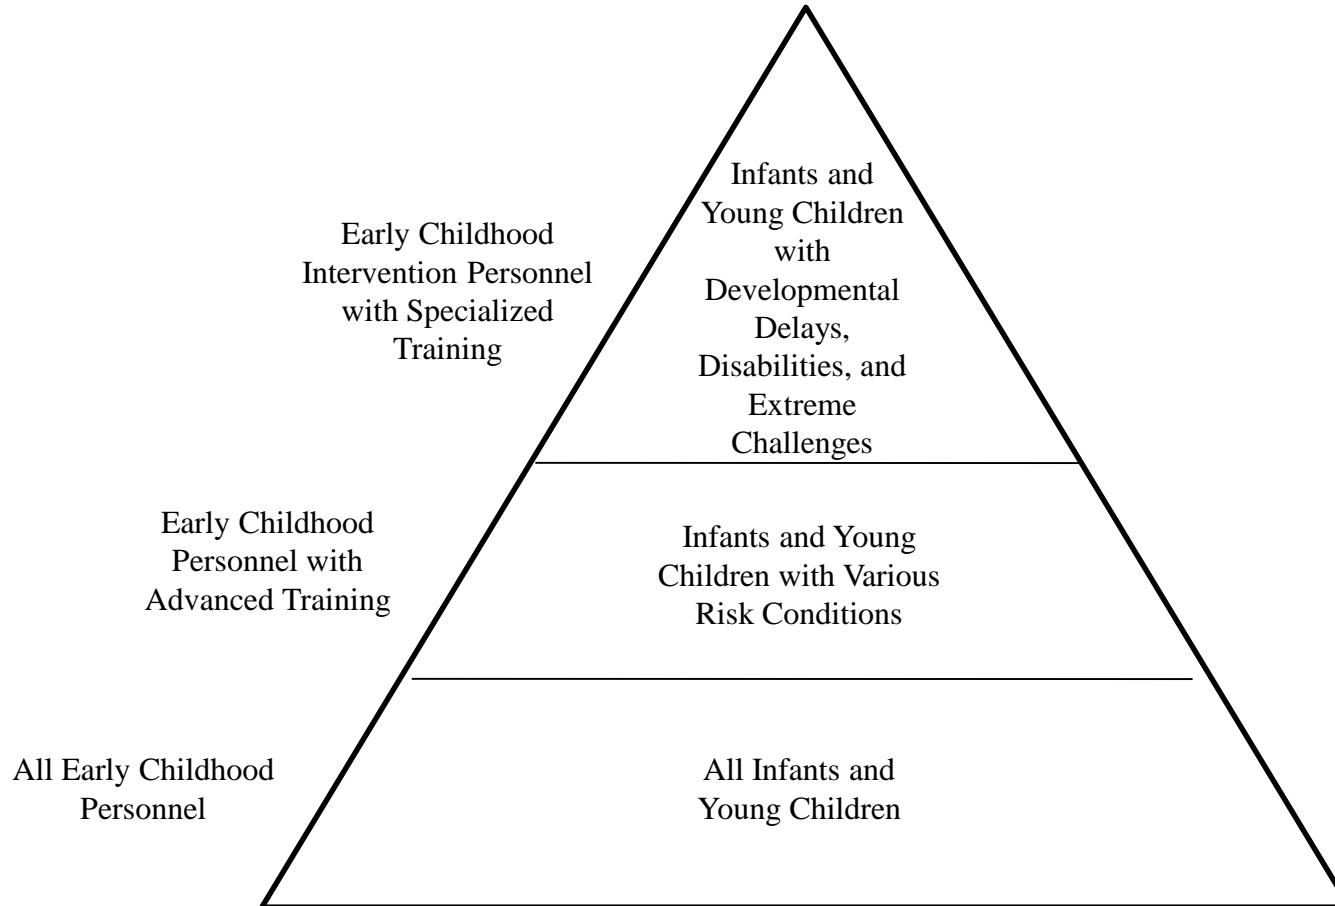 Infants and
Young Children
with
Developmental
Delays,
Disabilities, and
Extreme
Challenges
Early Childhood
Intervention Personnel
with Specialized
Training
Early Childhood
Personnel with
Advanced Training
Infants and Young
Children with Various
Risk Conditions
All Early Childhood
Personnel
All Infants and
Young Children